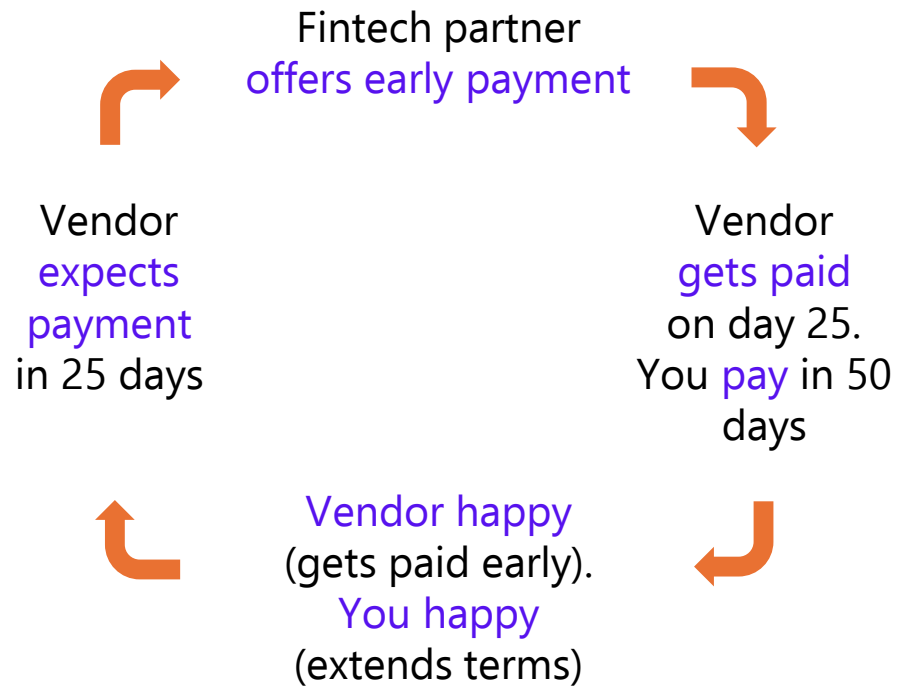 Fintech partner
offers early payment
Vendor
gets paid
on day 25.
You pay in 50
days
Vendor happy
(gets paid early).
You happy
(extends terms)
Vendor
expects
payment
in 25 days